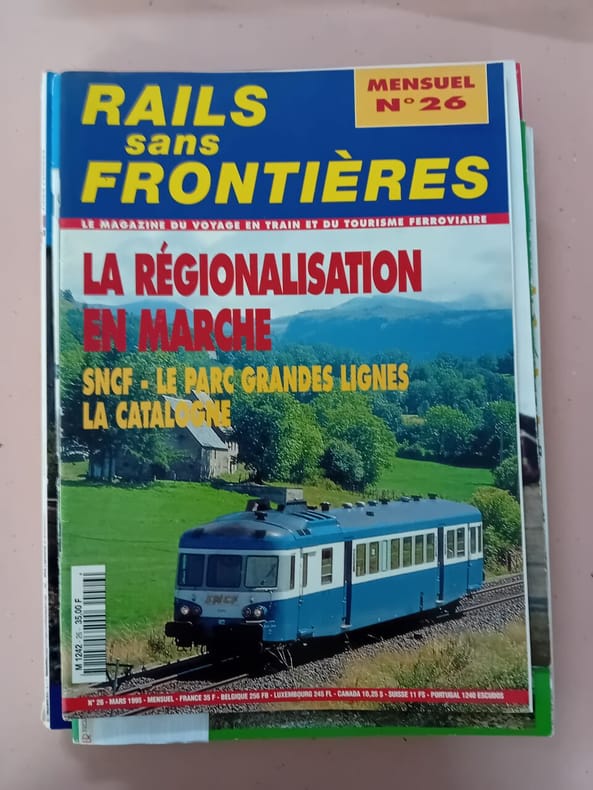 MENSUEL
N°26
RAILS
sans
FRONTIÈRES
LE MAGAZINE DU VOYAGE EN TRAIN ET DU TOURISME FERROVIAIRE
LA RÉGIONALISATION
EN MARCHE
SNCF - LE PARC GRANDES LIGNES
LA CATALOGNE
SNCF
M 1242 - 26 - 35,00 F
N° 26 - MARS 1995 - MENSUEL - FRANCE 35 F - BELGIQUE 256 FB - LUXEMBOURG 245 FL - CANADA 10,25 $ - SUISSE 11 FS - PORTUGAL 1240 ESCUDOS